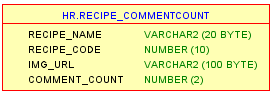 HR.RECIPE_COMMENTCOUNT
RECIPE_NAME VARCHAR2 (20 BYTE)
RECIPE_CODE NUMBER (10)
IMG_URL VARCHAR2 (100 BYTE)
COMMENT_COUNT NUMBER (2)